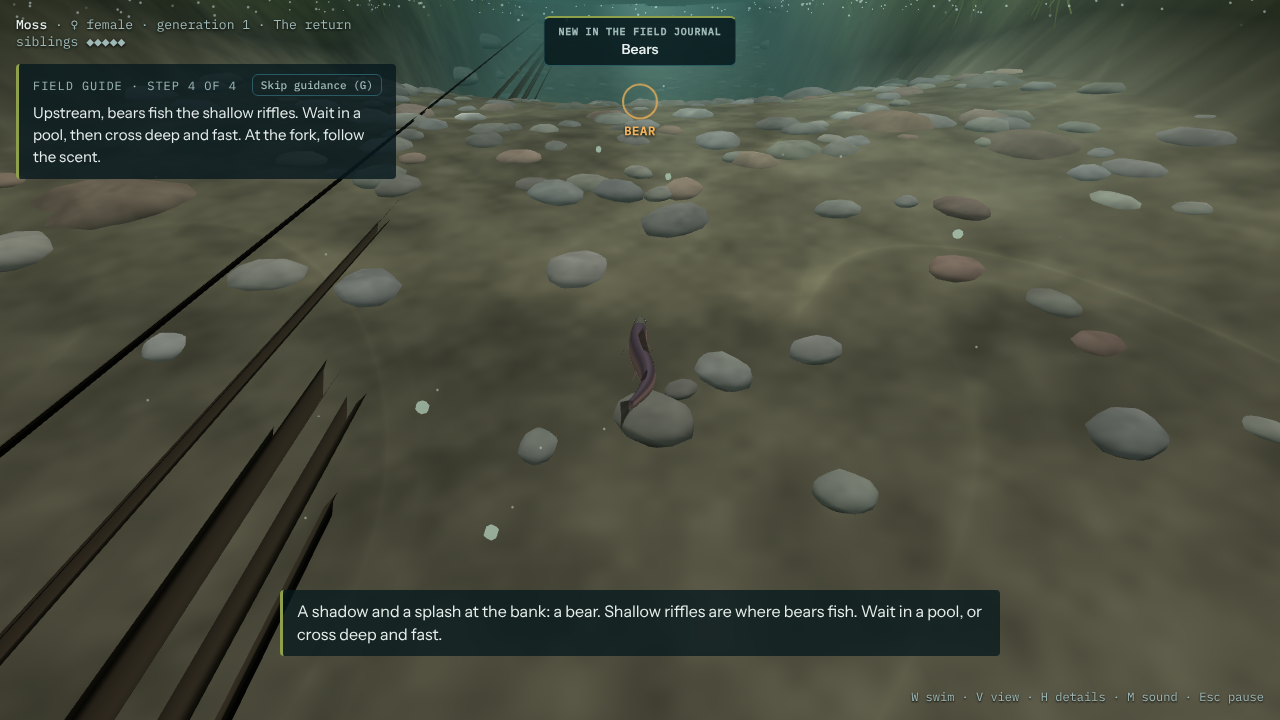 Moss · ♀ female · generation 1 · The return
siblings ◆◆◆◆◆
FIELD GUIDE · STEP 4 OF 4
Skip guidance (G)
Upstream, bears fish the shallow riffles. Wait in a
pool, then cross deep and fast. At the fork, follow
the scent.
NEW IN THE FIELD JOURNAL
Bears
BEAR
A shadow and a splash at the bank: a bear. Shallow riffles are where bears fish. Wait in a pool, or
cross deep and fast.
W swim · V view · H details · M sound · Esc pause